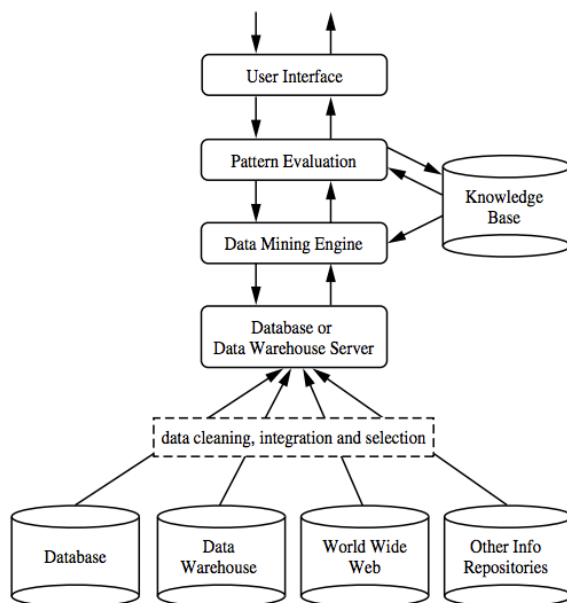 User Interface
Pattern Evaluation
Knowledge
Base
Data Mining Engine
Database or
Data Warehouse Server
data cleaning, integration and selection
Database
Data
Warehouse
World Wide
Web
Other Info
Repositories